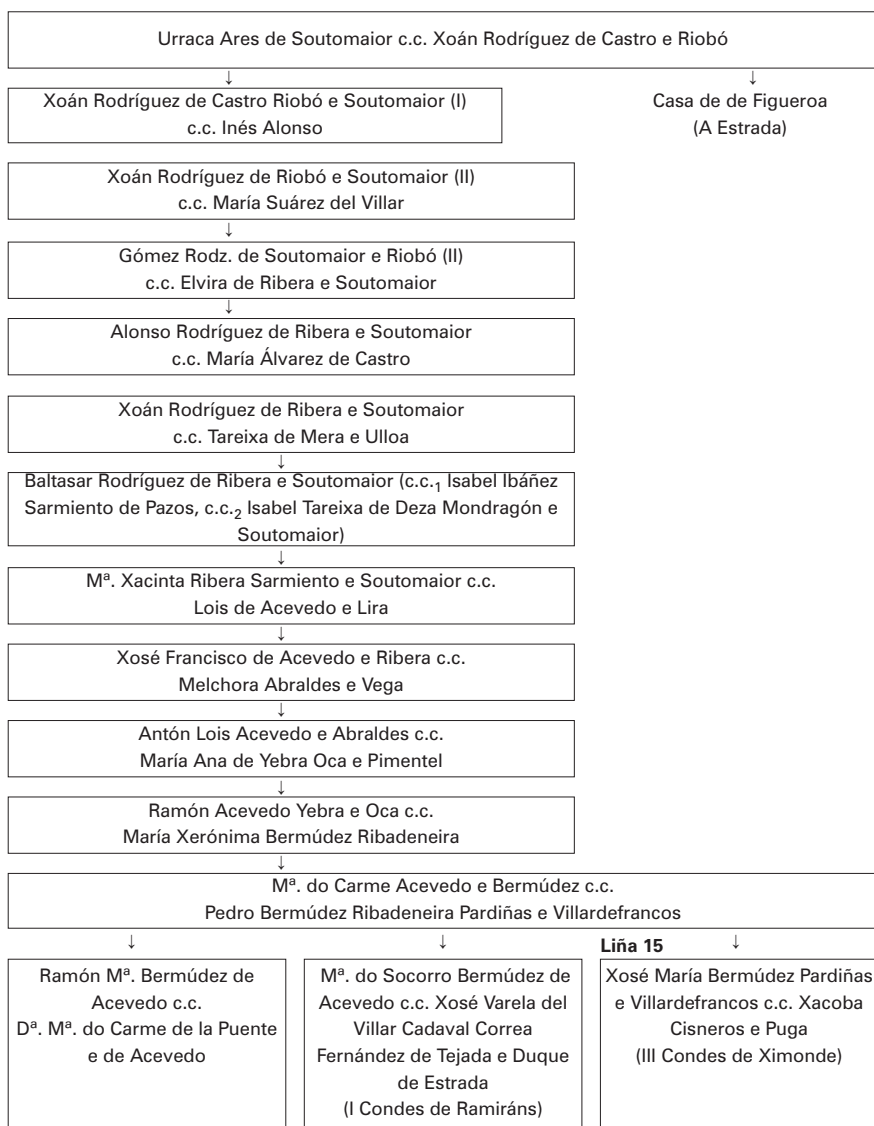 Urraca Ares de Soutomaior c.c. Xoán Rodríguez de Castro e Riobó
↓ ↓
Xoán Rodríguez de Castro Riobó e Soutomaior (I)
c.c. Inés Alonso
Casa de de Figueroa
(A Estrada)
Xoán Rodríguez de Riobó e Soutomaior (II)
c.c. María Suárez del Villar
↓
Gómez Rodz. de Soutomaior e Riobó (II)
c.c. Elvira de Ribera e Soutomaior
↓
Alonso Rodríguez de Ribera e Soutomaior
c.c. María Álvarez de Castro
Xoán Rodríguez de Ribera e Soutomaior
c.c. Tareixa de Mera e Ulloa
↓
Baltasar Rodríguez de Ribera e Soutomaior (c.c.₁ Isabel Ibáñez
Sarmiento de Pazos, c.c.₂ Isabel Tareixa de Deza Mondragón e
Soutomaior)
↓
Mª. Xacinta Ribera Sarmiento e Soutomaior c.c.
Lois de Acevedo e Lira
↓
Xosé Francisco de Acevedo e Ribera c.c.
Melchora Abraldes e Vega
↓
Antón Lois Acevedo e Abraldes c.c.
María Ana de Yebra Oca e Pimentel
↓
Ramón Acevedo Yebra e Oca c.c.
María Xerónima Bermúdez Ribadeneira
↓
Mª. do Carme Acevedo e Bermúdez c.c.
Pedro Bermúdez Ribadeneira Pardiñas e Villardefrancos
↓ ↓ Liña 15 ↓
Ramón Mª. Bermúdez de
Acevedo c.c.
Dª. Mª. do Carme de la Puente
e de Acevedo
Mª. do Socorro Bermúdez de
Acevedo c.c. Xosé Varela del
Villar Cadaval Correa
Fernández de Tejada e Duque
de Estrada
(I Condes de Ramiráns)
Xosé María Bermúdez Pardiñas
e Villardefrancos c.c. Xacoba
Cisneros e Puga
(III Condes de Ximonde)